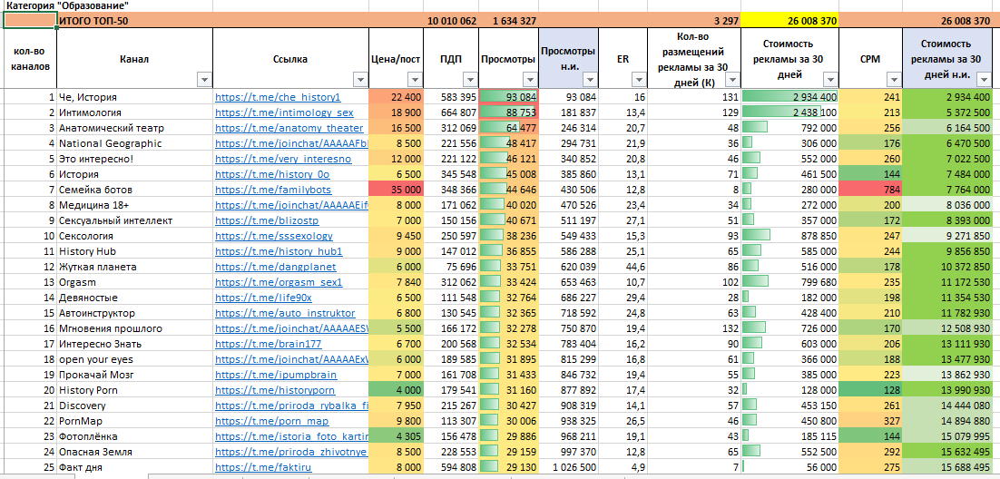 Категория "Образование"
ИТОГО ТОП-50 10 010 062 1 634 327 3 297 26 008 370 26 008 370
кол-во каналов Канал Ссылка Цена/пост ПДП Просмотры Просмотры н.и. ER Кол-во размещений рекламы за 30 дней (К) Стоимость рекламы за 30 дней CPM Стоимость рекламы за 30 дней н.и.
1 Че, История https://t.me/che_history1 22 400 583 395 93 084 93 084 16 131 2 934 400 241 2 934 400
2 Интимология https://t.me/intimology_sex 18 900 664 807 88 753 181 837 13,4 129 2 438 100 213 5 372 500
3 Анатомический театр https://t.me/anatomy_theater 16 500 312 069 64 477 246 314 20,7 48 792 000 256 6 164 500
4 National Geographic https://t.me/joinchat/AAAAAFb 8 500 221 556 48 417 294 731 21,9 36 306 000 176 6 470 500
5 Это интересно! https://t.me/very_interesno 12 000 221 122 46 121 340 852 20,8 46 552 000 260 7 022 500
6 История https://t.me/history_0o 6 500 345 548 45 008 385 860 13,1 71 461 500 144 7 484 000
7 Семейка ботов https://t.me/familybots 35 000 348 366 44 646 430 506 12,8 8 280 000 784 7 764 000
8 Медицина 18+ https://t.me/joinchat/AAAAAEif 8 000 171 062 40 020 470 526 23,4 34 272 000 200 8 036 000
9 Сексуальный интеллект https://t.me/blizostp 7 000 150 156 40 671 511 197 27,1 51 357 000 172 8 393 000
10 Сексология https://t.me/sssexology 9 450 250 597 38 236 549 433 15,3 93 878 850 247 9 271 850
11 History Hub https://t.me/history_hub1 9 000 147 012 36 855 586 288 25,1 65 585 000 244 9 856 850
12 Жуткая планета https://t.me/dangplanet 6 000 75 696 33 751 620 039 44,6 86 516 000 178 10 372 850
13 Orgasm https://t.me/orgasm_sex1 7 840 312 062 33 424 653 463 10,7 102 799 680 235 11 172 530
14 Девяностые https://t.me/life90x 6 500 111 548 32 764 686 227 29,4 28 182 000 198 11 354 530
15 Автоинструктор https://t.me/auto_instruktor 6 800 130 545 32 365 718 592 24,8 63 428 400 210 11 782 930
16 Мгновения прошлого https://t.me/joinchat/AAAAAES 5 500 166 172 32 278 750 870 19,4 132 726 000 170 12 508 930
17 Интересно Знать https://t.me/brain177 6 700 200 568 32 534 783 404 16,2 90 603 000 206 13 111 930
18 open your eyes https://t.me/joinchat/AAAAAEx 6 000 189 585 31 895 815 299 16,8 61 366 000 188 13 477 930
19 Прокачай Мозг https://t.me/ipumpbrain 7 000 161 708 31 433 846 732 19,4 55 385 000 223 13 862 930
20 History Porn https://t.me/historyporn 4 000 179 541 31 160 877 892 17,4 32 128 000 128 13 990 930
21 Discovery https://t.me/priroda_rybalka_fi 7 950 215 267 30 427 908 319 14,1 57 453 150 261 14 444 080
22 PornMap https://t.me/porn_map 9 800 113 307 30 006 938 325 26,5 46 450 800 327 14 894 880
23 Фотоплёнка https://t.me/istoria_foto_kartin 4 305 156 478 29 886 968 211 19,1 43 185 115 144 15 079 995
24 Опасная Земля https://t.me/priroda_zhivotnye 8 500 228 553 29 159 997 370 12,8 65 552 500 292 15 632 495
25 Факт дня https://t.me/faktiru 8 000 594 808 29 130 1 026 500 4,9 7 56 000 275 15 688 495